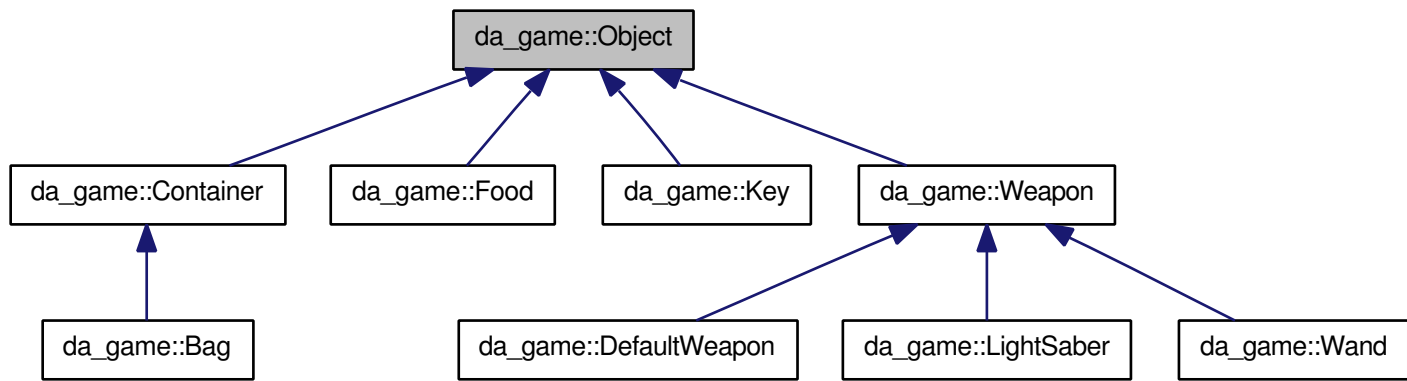 da_game::Object
da_game::Container
da_game::Food
da_game::Key
da_game::Weapon
da_game::Bag
da_game::DefaultWeapon
da_game::LightSaber
da_game::Wand